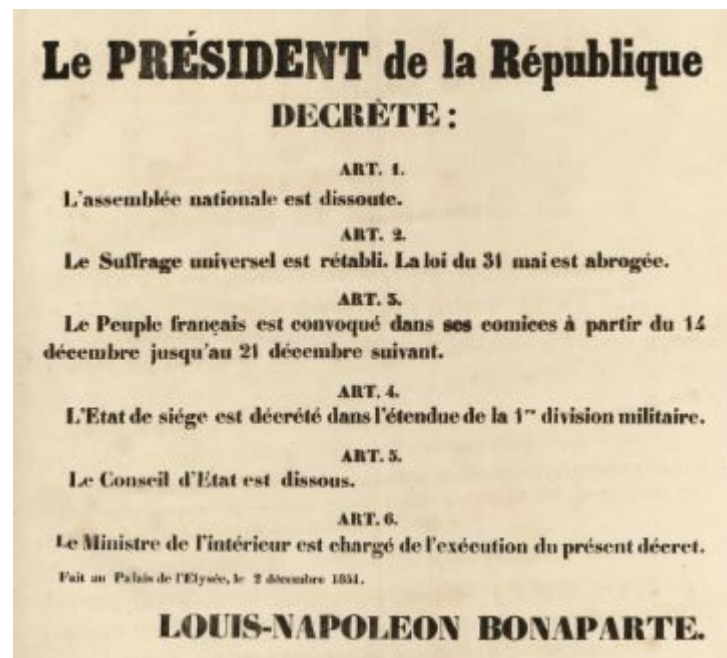 Le PRÉSIDENT de la République
DECRÈTE :
ART. 1.
L'assemblée nationale est dissoute.
ART. 2.
Le Suffrage universel est rétabli. La loi du 31 mai est abrogée.
ART. 3.
Le Peuple français est convoqué dans ses comices à partir du 14
décembre jusqu'au 21 décembre suivant.
ART. 4.
L'Etat de siége est décrété dans l'étendue de la 1re division militaire.
ART. 5.
Le Conseil d'Etat est dissous.
ART. 6.
Le Ministre de l'intérieur est chargé de l'exécution du présent décret.
Fait au Palais de l'Elysée, le 2 décembre 1851.
LOUIS-NAPOLEON BONAPARTE.